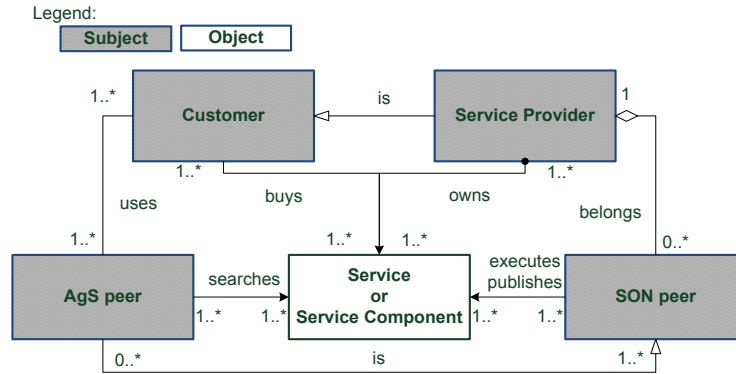 Legend:
Subject
Object
1..*
Customer
is
Service Provider
1
1..*
1..*
buys
owns
uses
belongs
1..*
1..*
1..*
0..*
AgS peer
searches
Service
or
Service Component
executes
publishes
SON peer
1..*
1..*
1..*
1..*
0..*
is
1..*